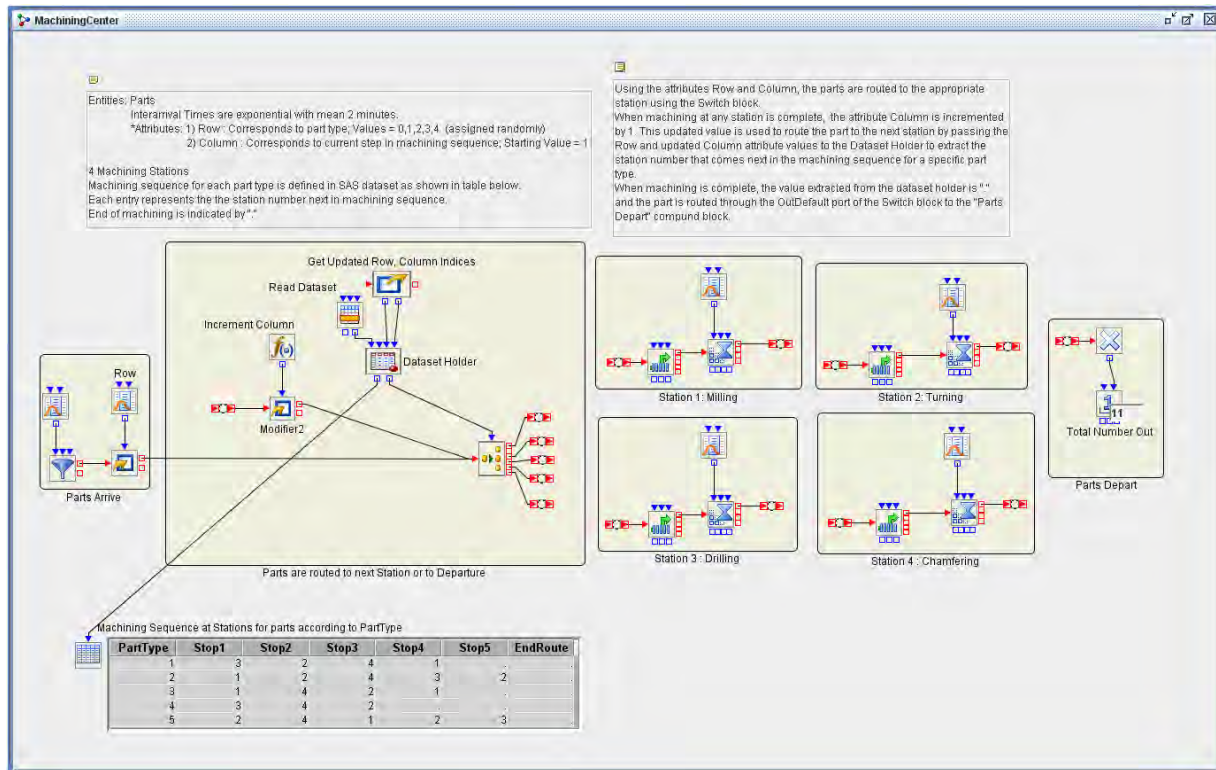 MachiningCenter
Entities: Parts
Interarrival Times are exponential with mean 2 minutes.
*Attributes: 1) Row : Corresponds to part type; Values = 0,1,2,3,4 (assigned randomly)
2) Column : Corresponds to current step in machining sequence; Starting Value = 1
4 Machining Stations
Machining sequence for each part type is defined in SAS dataset as shown in table below.
Each entry represents the the station number next in machining sequence.
End of machining is indicated by "."
Using the attributes Row and Column, the parts are routed to the appropriate
station using the Switch block.
When machining at any station is complete, the attribute Column is incremented
by 1. This updated value is used to route the part to the next station by passing the
Row and updated Column attribute values to the Dataset Holder to extract the
station number that comes next in the machining sequence for a specific part
type.
When machining is complete, the value extracted from the dataset holder is "."
and the part is routed through the OutDefault port of the Switch block to the "Parts
Depart" compund block.
Get Updated Row, Column Indices
Read Dataset
Increment Column
Dataset Holder
Row
Modifier2
Parts Arrive
Parts are routed to next Station or to Departure
Station 1: Milling
Station 2: Turning
Station 3 : Drilling
Station 4 : Chamfering
11
Total Number Out
Parts Depart
Machining Sequence at Stations for parts according to PartType
PartType Stop1 Stop2 Stop3 Stop4 Stop5 EndRoute
1 3 2 4 1 . .
2 1 2 4 3 2 .
3 1 4 2 1 . .
4 3 4 2 . . .
5 2 4 1 2 3 .